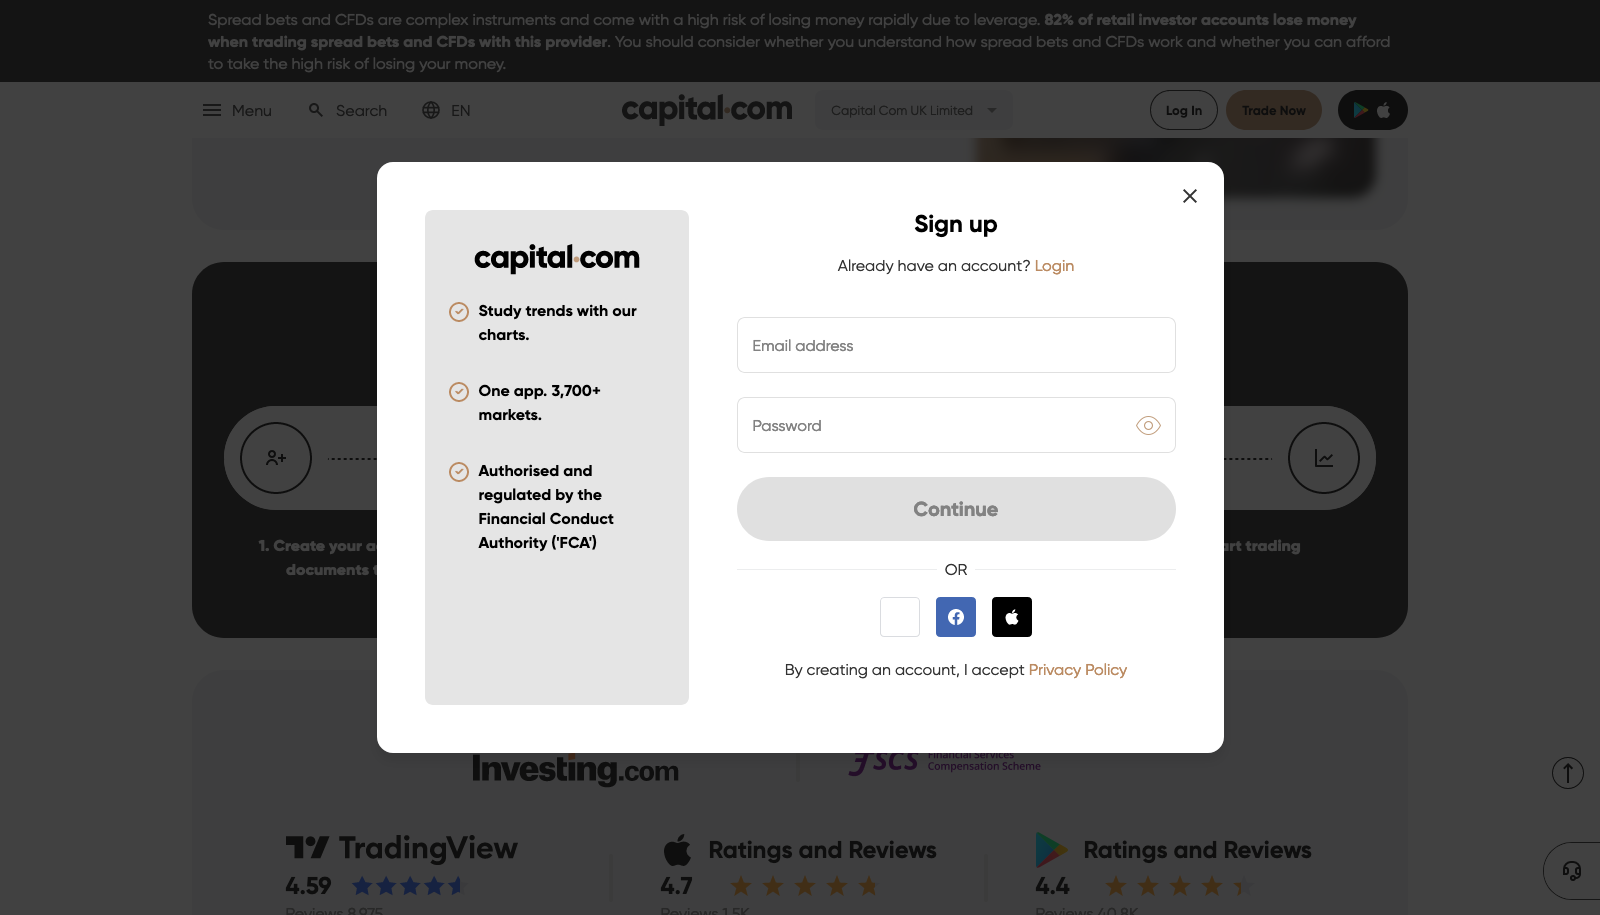 Spread bets and CFDs are complex instruments and come with a high risk of losing money rapidly due to leverage. 82% of retail investor accounts lose money
when trading spread bets and CFDs with this provider. You should consider whether you understand how spread bets and CFDs work and whether you can afford
to take the high risk of losing your money.
Menu
Search
EN
capital.com
Capital Com UK Limited
Log In
Trade Now
Sign up
Already have an account? Login
Email address
Password
Continue
OR
By creating an account, I accept Privacy Policy
capital.com
Study trends with our
charts.
One app. 3,700+
markets.
Authorised and
regulated by the
Financial Conduct
Authority ('FCA')
1. Create your
documents
trading
Investing.com
FSCS
Financial Services
Compensation Scheme
TradingView
4.59
Reviews 8,975
Ratings and Reviews
4.7
Reviews 1.5K
Ratings and Reviews
4.4
Reviews 40.8K